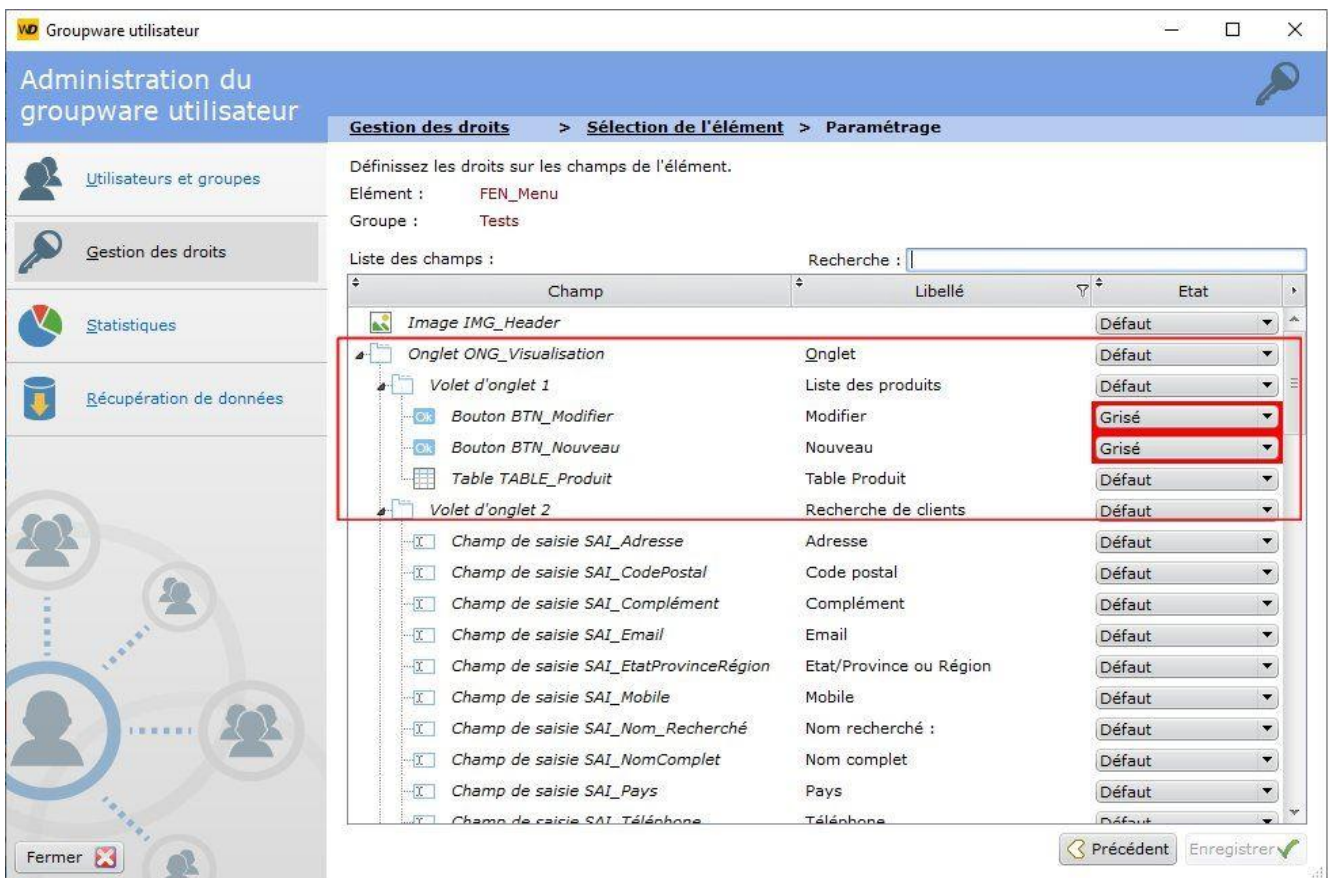 WD Groupware utilisateur
Administration du
groupware utilisateur
Gestion des droits > Sélection de l'élément > Paramétrage
Utilisateurs et groupes
Gestion des droits
Statistiques
Récupération de données
Fermer
Définissez les droits sur les champs de l'élément.
Elément : FEN_Menu
Groupe : Tests
Liste des champs : Recherche :
Champ Libellé Etat
Image IMG_Header Défaut
Onglet ONG_Visualisation Onglet Défaut
Volet d'onglet 1 Liste des produits Défaut
Ok Bouton BTN_Modifier Modifier Grisé
Ok Bouton BTN_Nouveau Nouveau Grisé
Table TABLE_Produit Table Produit Défaut
Volet d'onglet 2 Recherche de clients Défaut
Champ de saisie SAI_Adresse Adresse Défaut
Champ de saisie SAI_CodePostal Code postal Défaut
Champ de saisie SAI_Complément Complément Défaut
Champ de saisie SAI_Email Email Défaut
Champ de saisie SAI_EtatProvinceRégion Etat/Province ou Région Défaut
Champ de saisie SAI_Mobile Mobile Défaut
Champ de saisie SAI_Nom_Recherché Nom recherché : Défaut
Champ de saisie SAI_NomComplet Nom complet Défaut
Champ de saisie SAI_Pays Pays Défaut
Champ de saisie SAI_Téléphone Téléphone Défaut
Précédent Enregistrer